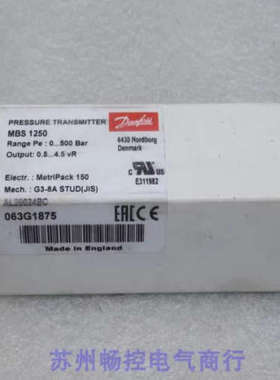 PRESSURE TRANSMITTER
MBS 1250
Range Pe : 0...500 Bar
Output: 0.5...4.5 vR
Danfoss
6430 Nordborg
Denmark
Electr. : MetriPack 150
Mech. : G3-8A STUD(JIS)
c US
E311982
063G1875
EAC CE
Made in England
苏州畅控电气商行